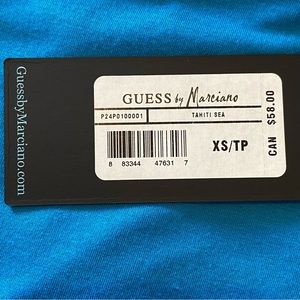 GuessbyMarciano.com
GUESS by Marciano
P24P0100001 TAHITI SEA
8 83344 47631 7
XS/TP
CAN $58.00